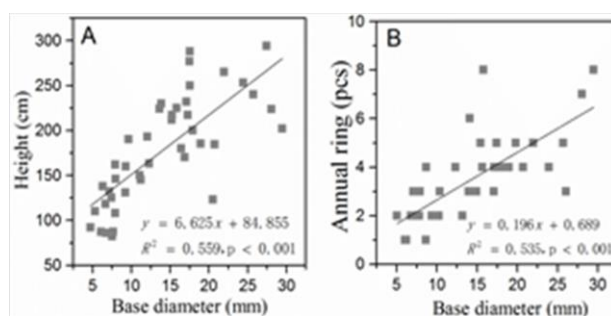 A
300
250
200
150
100
50
Height (cm)
y = 6.625x + 84.855
R² = 0.559, p < 0.001
5 10 15 20 25 30
Base diameter (mm)
B
10
8
6
4
2
0
Annual ring (pcs)
y = 0.196x + 0.689
R² = 0.535, p < 0.001
5 10 15 20 25 30
Base diameter (mm)